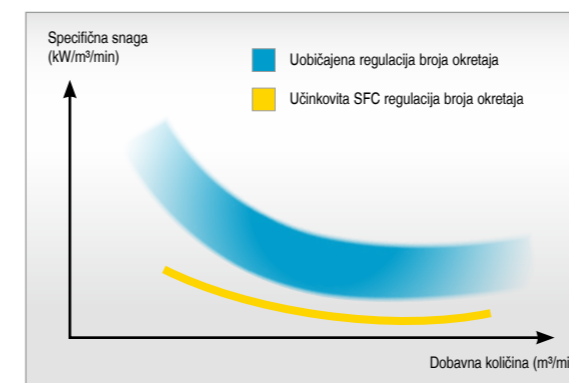 Specifična snaga
(kW/m³/min)
Uobičajena regulacija broja okretaja
Učinkovita SFC regulacija broja okretaja
Dobavna količina (m³/mi